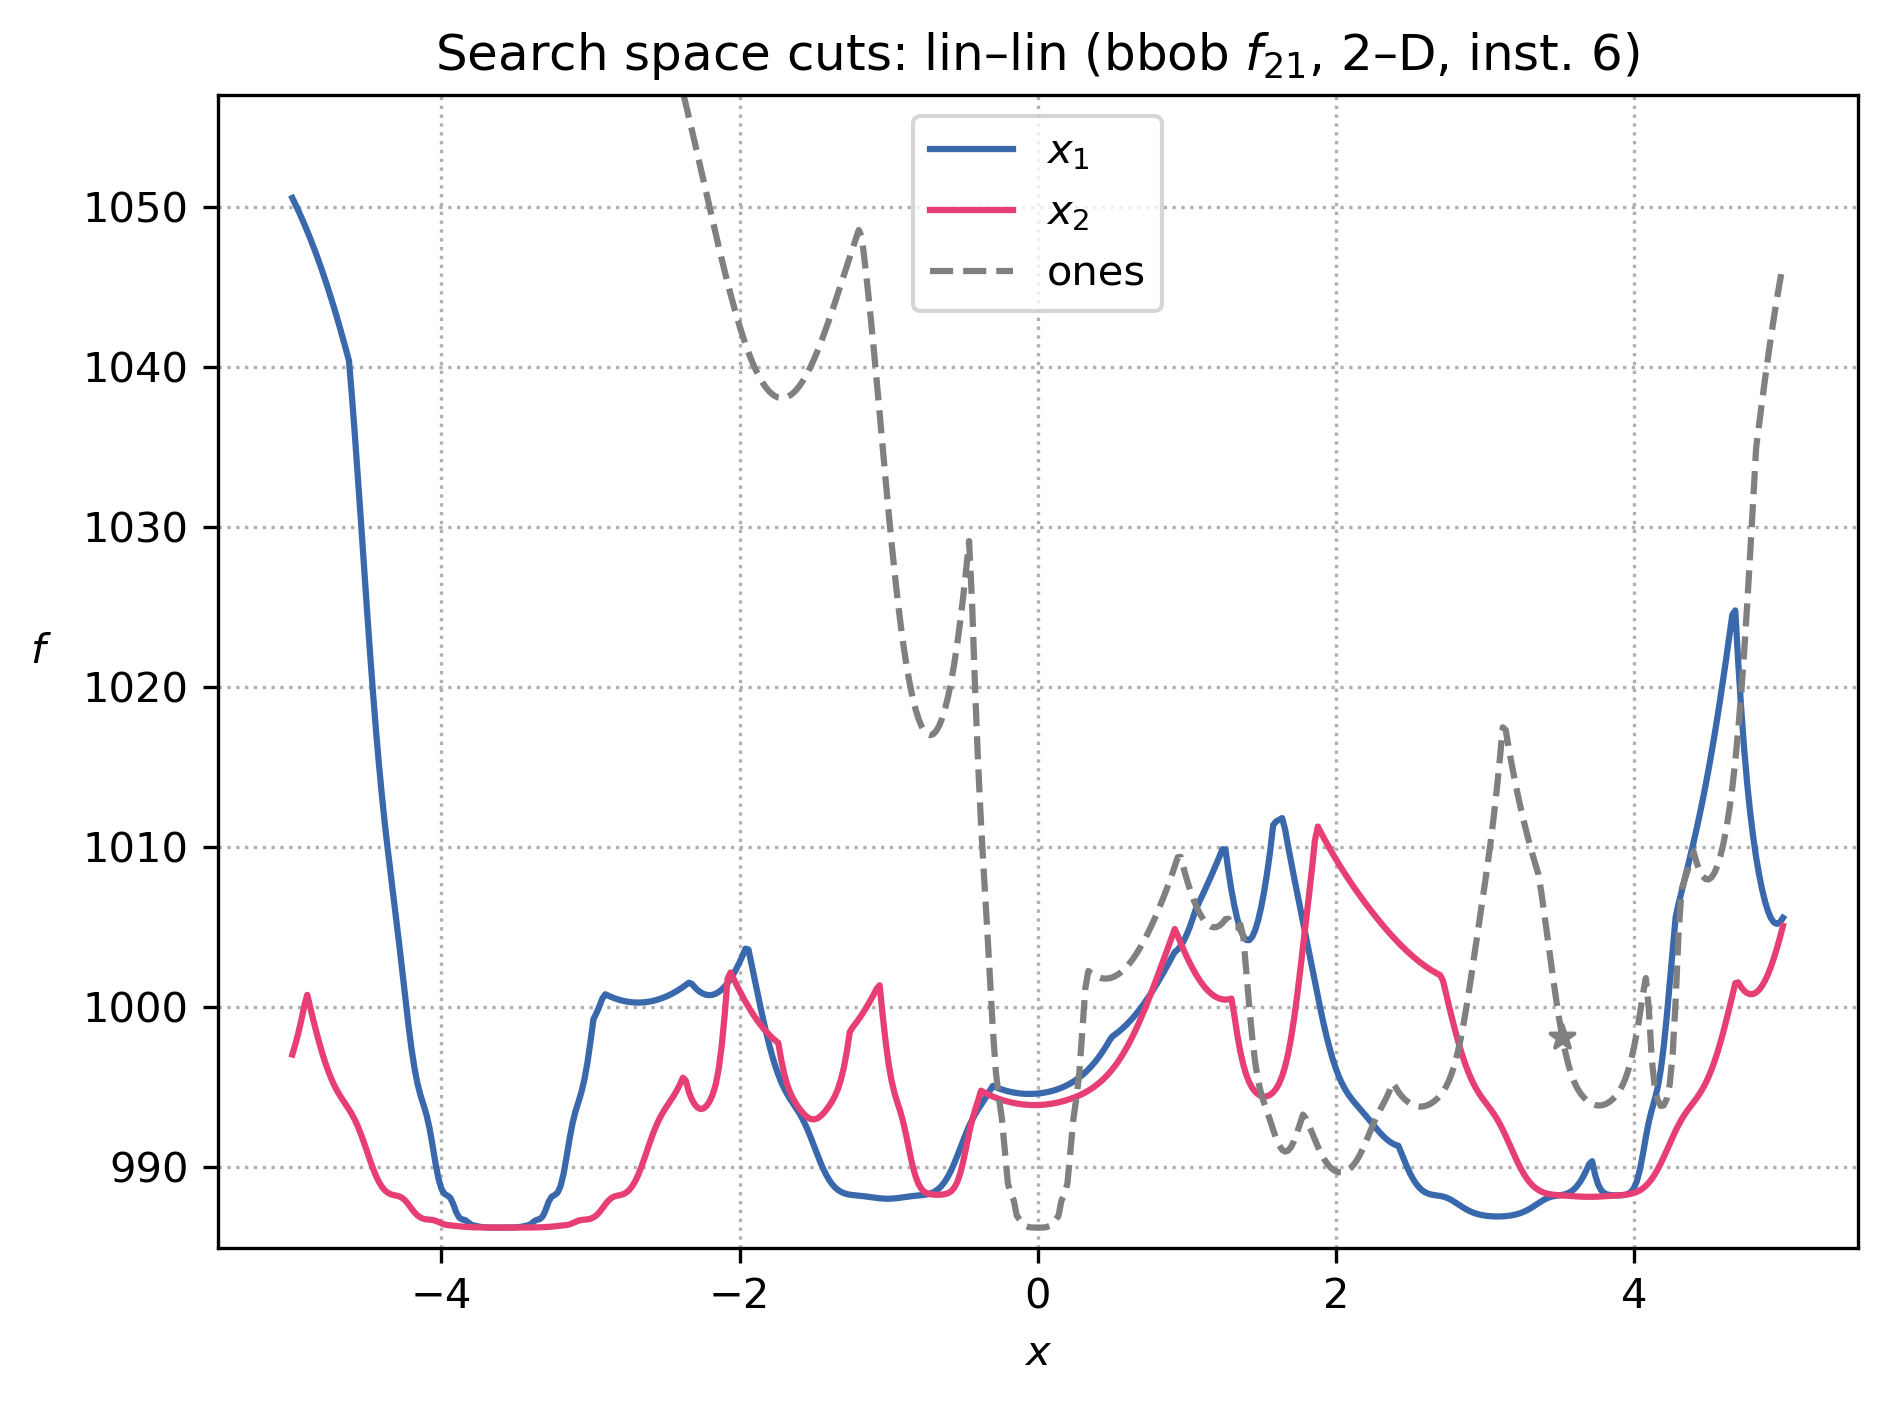 Search space cuts: lin–lin (bbob f₂₁, 2–D, inst. 6)
x₁
x₂
ones
f
1050
1040
1030
1020
1010
1000
990
−4 −2 0 2 4
x